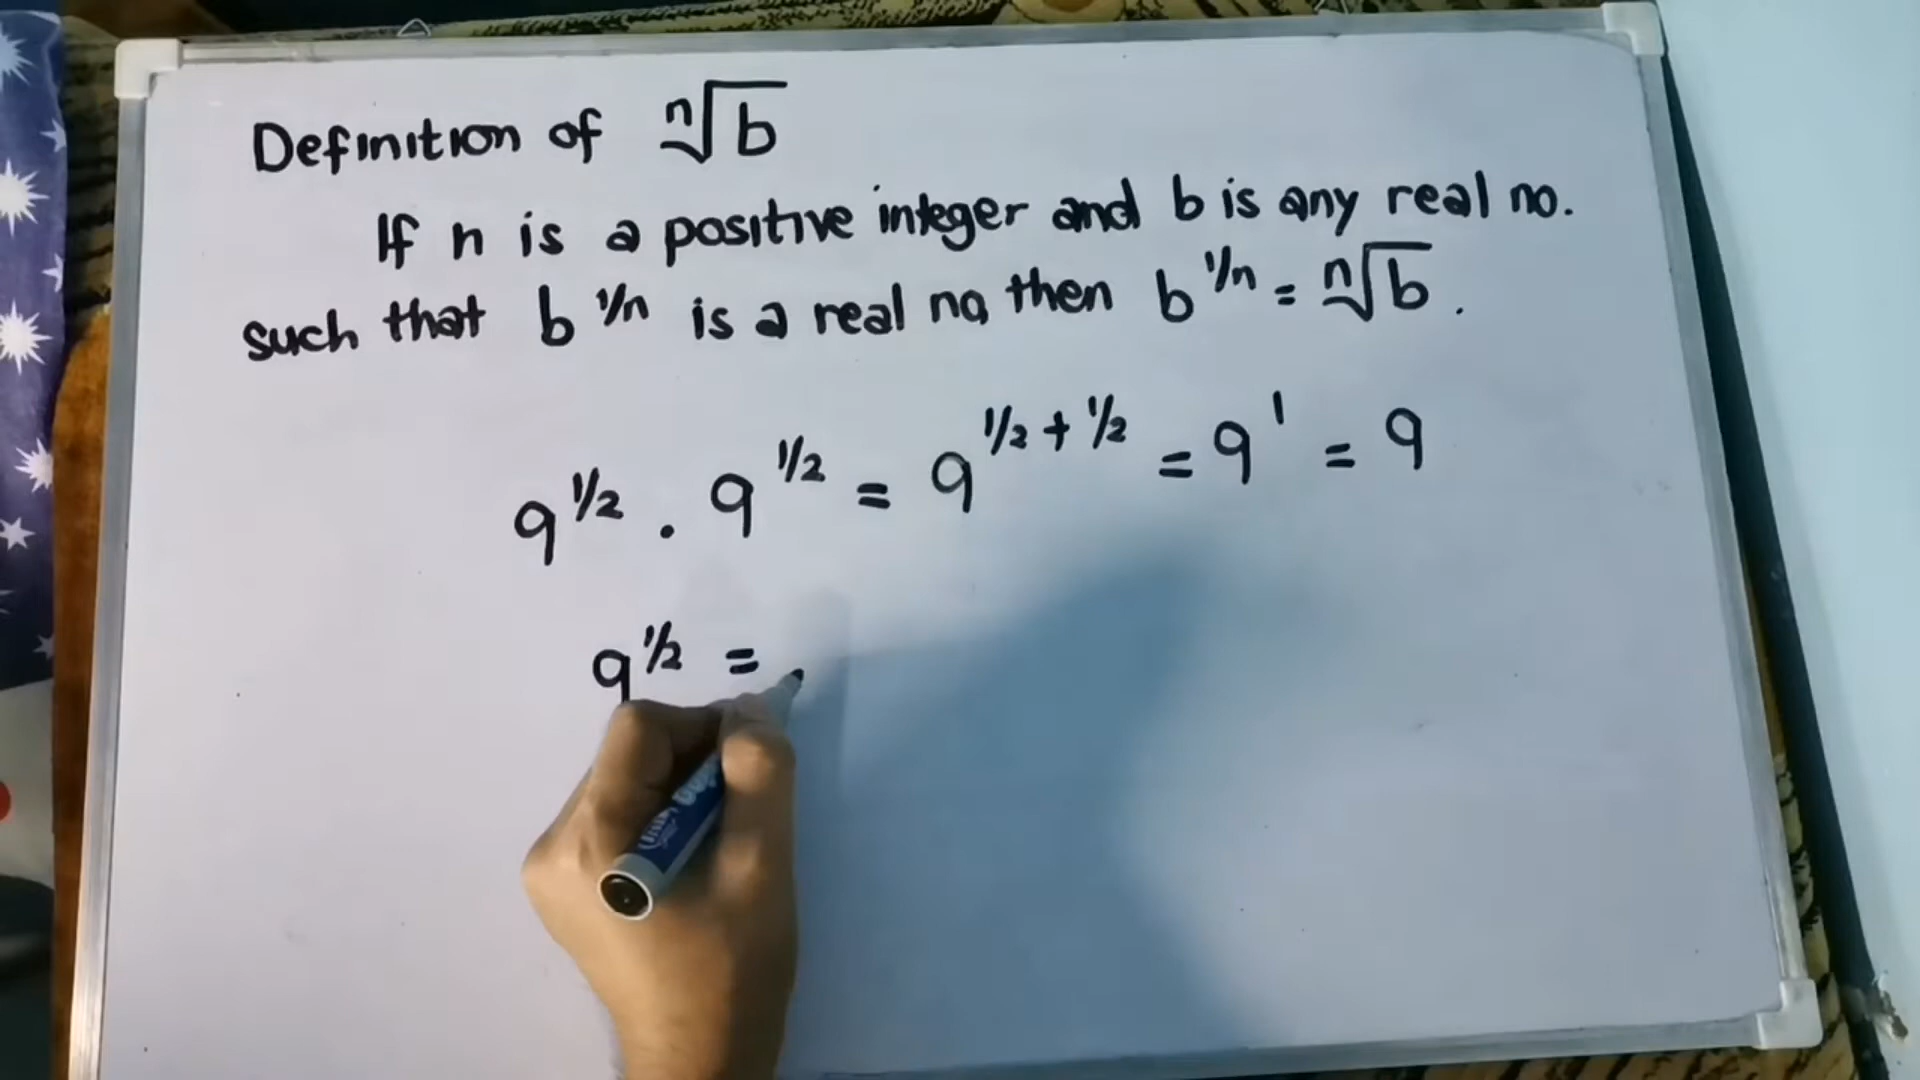 Definition of ⁿ√b
If n is a positive integer and b is any real no.
such that b^1/n is a real no, then b^1/n = ⁿ√b.
9^1/2 . 9^1/2 = 9^1/2 + 1/2 = 9^1 = 9
9^1/2 =